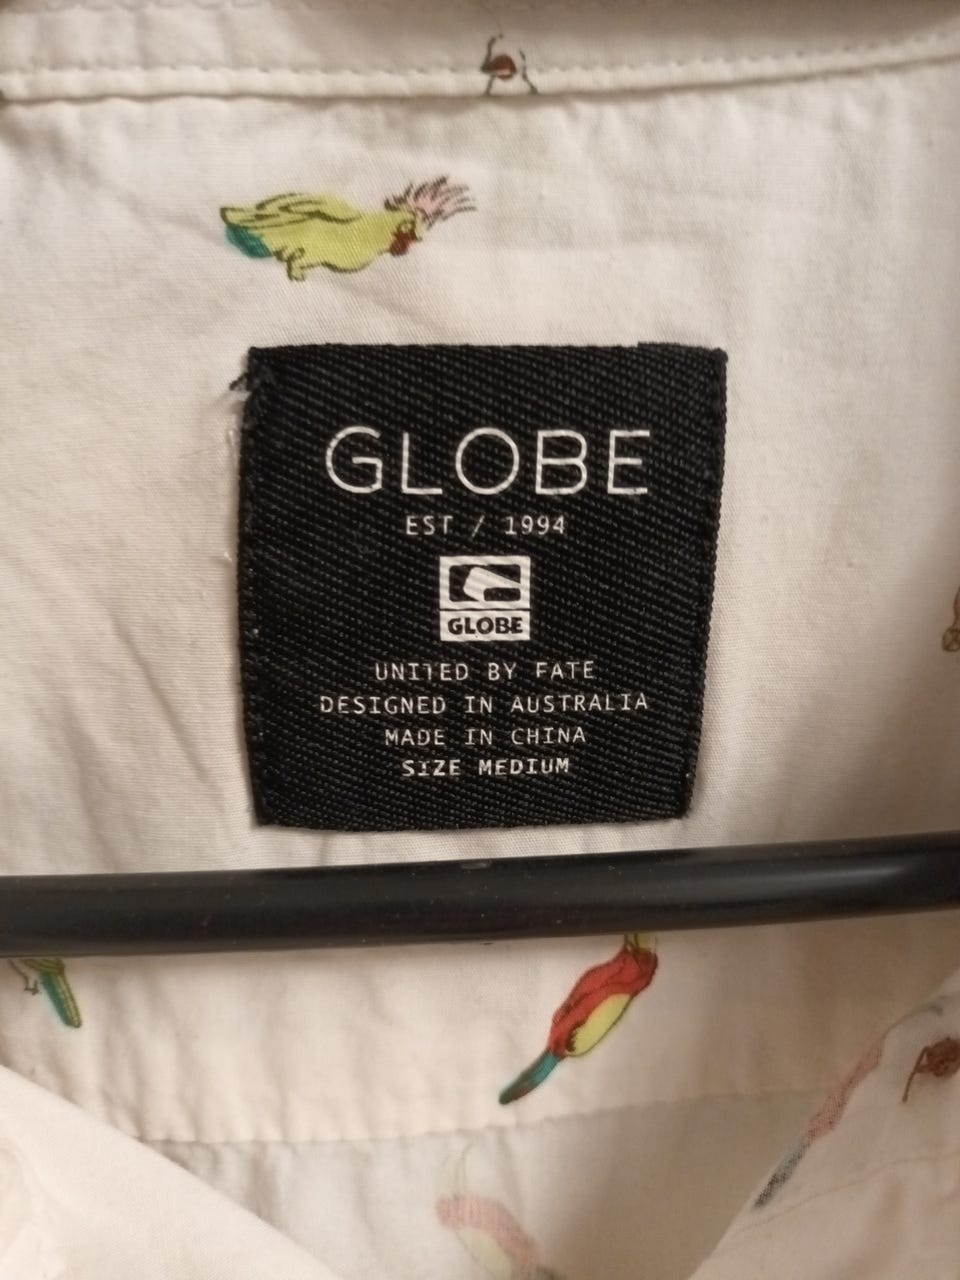 GLOBE
EST / 1994
GLOBE
UNITED BY FATE
DESIGNED IN AUSTRALIA
MADE IN CHINA
SIZE MEDIUM